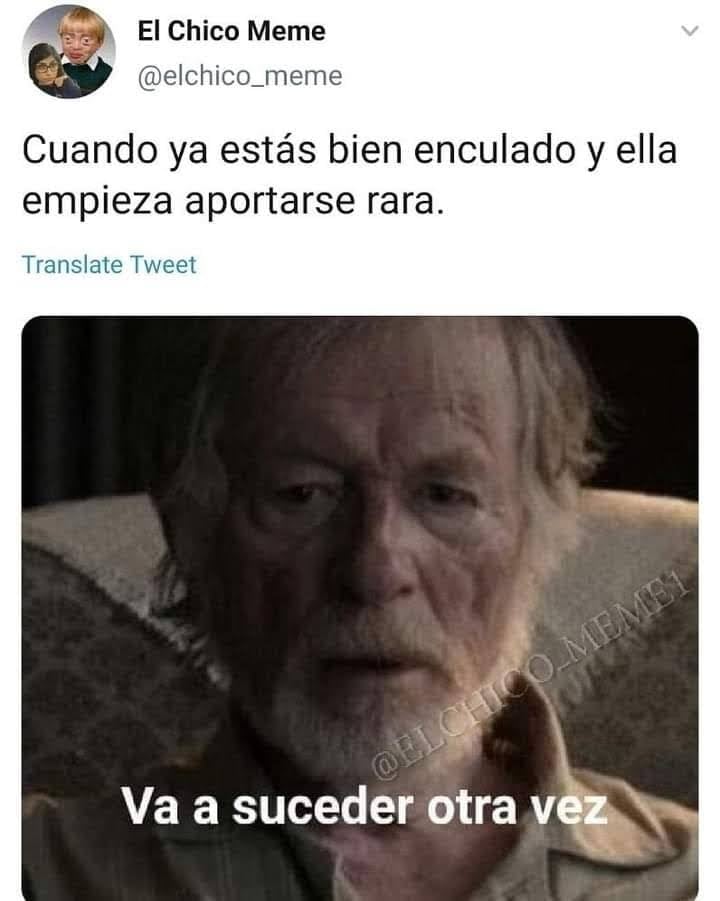 El Chico Meme
@elchico_meme
Cuando ya estás bien enculado y ella
empieza aportarse rara.
Translate Tweet
@ELCHICO_MEME1
Va a suceder otra vez